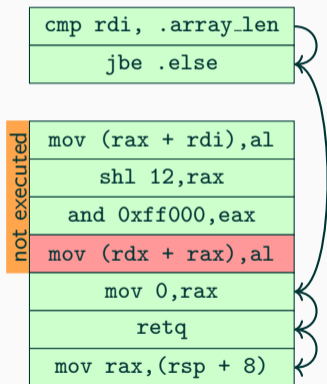 cmp rdi, .array_len
jbe .else
not executed
mov (rax + rdi),al
shl 12,rax
and 0xff000,eax
mov (rdx + rax),al
mov 0,rax
retq
mov rax,(rsp + 8)